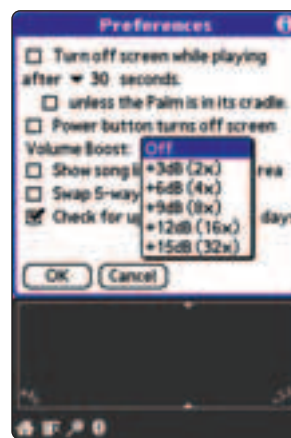 Preferences
Turn off screen while playing
after 30 seconds.
unless the Palm is in its cradle.
Power button turns off screen
Volume Boost: Off
Show song rea
+3dB (2x)
+6dB (4x)
Swap 5-way
+9dB (8x)
Check for up days
+12dB (16x)
+15dB (32x)
OK Cancel